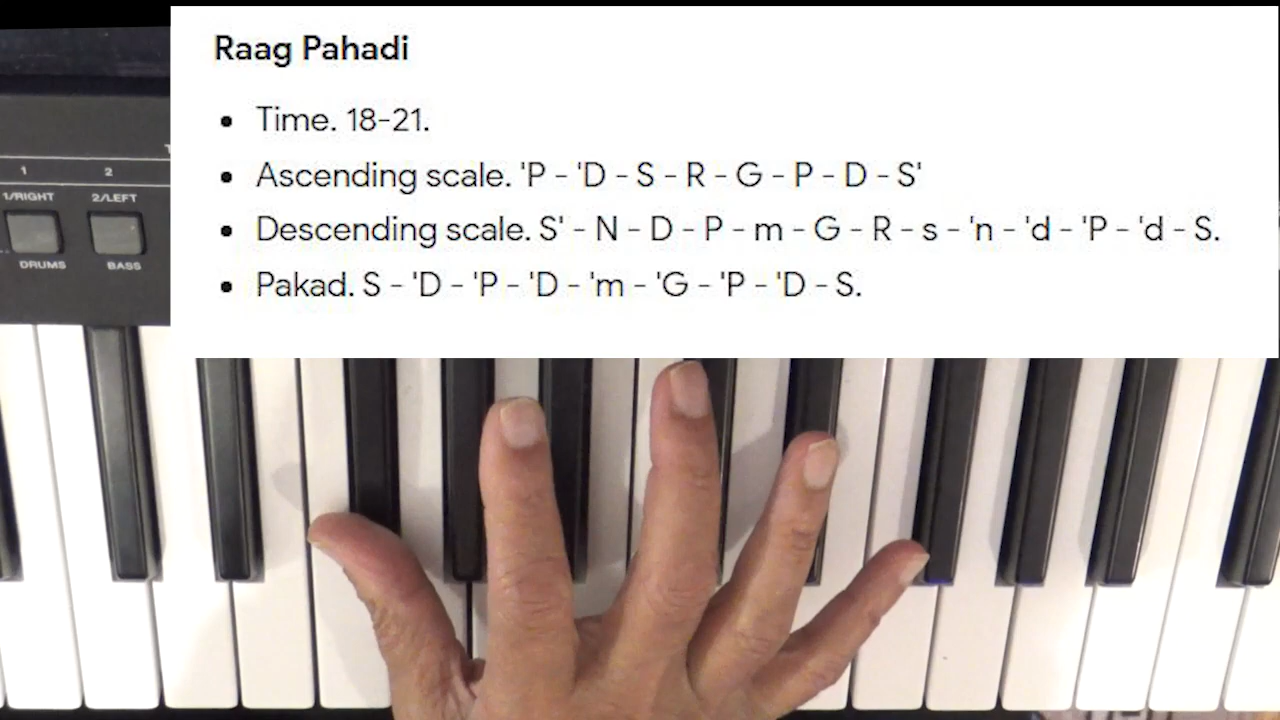 Raag Pahadi
• Time. 18-21.
• Ascending scale. 'P - 'D - S - R - G - P - D - S'
• Descending scale. S' - N - D - P - m - G - R - s - 'n - 'd - 'P - 'd - S.
• Pakad. S - 'D - 'P - 'D - 'm - 'G - 'P - 'D - S.
1 2
1/RIGHT 2/LEFT
DRUMS BASS